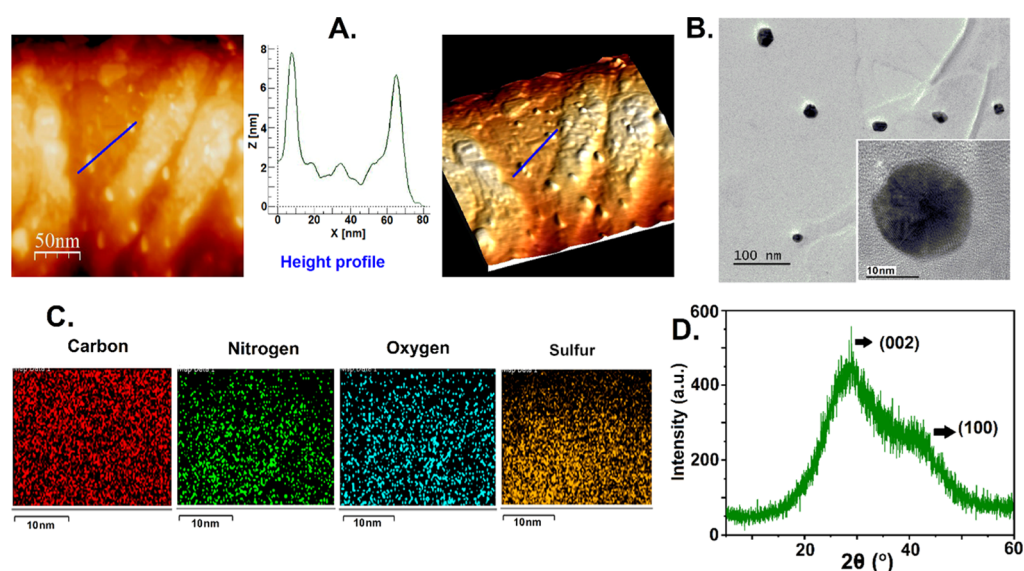 A.
B.
50nm
Z [nm]
8
6
4
2
0
0 20 40 60 80
X [nm]
Height profile
100 nm
10nm
C.
Carbon
Nitrogen
Oxygen
Sulfur
10nm
10nm
10nm
10nm
D.
Intensity (a.u.)
600
400
200
0
(002)
(100)
20 40 60
2θ (°)